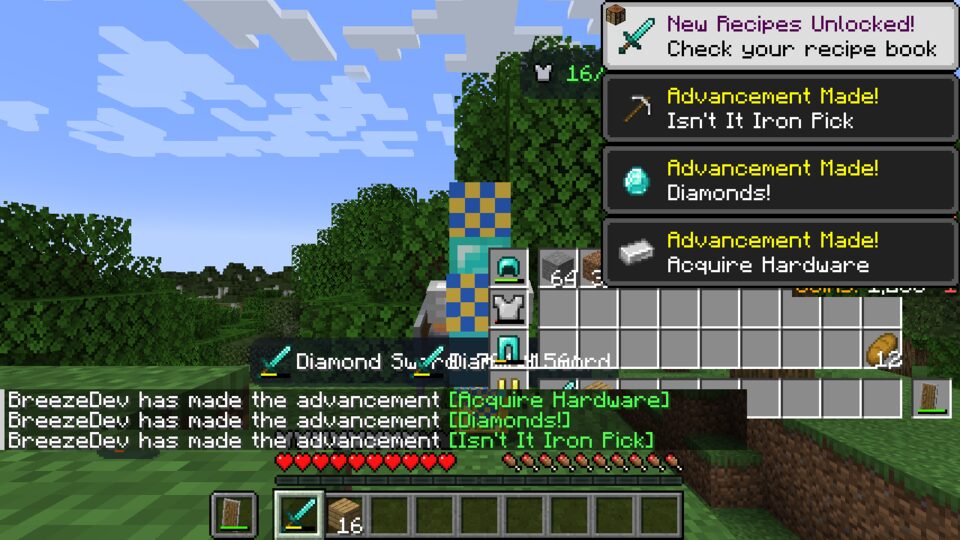 New Recipes Unlocked!
Check your recipe book
16/
Advancement Made!
Isn't It Iron Pick
Advancement Made!
Diamonds!
Advancement Made!
Acquire Hardware
64
12
Diamond Sword
BreezeDev has made the advancement [Acquire Hardware]
BreezeDev has made the advancement [Diamonds!]
BreezeDev has made the advancement [Isn't It Iron Pick]
16